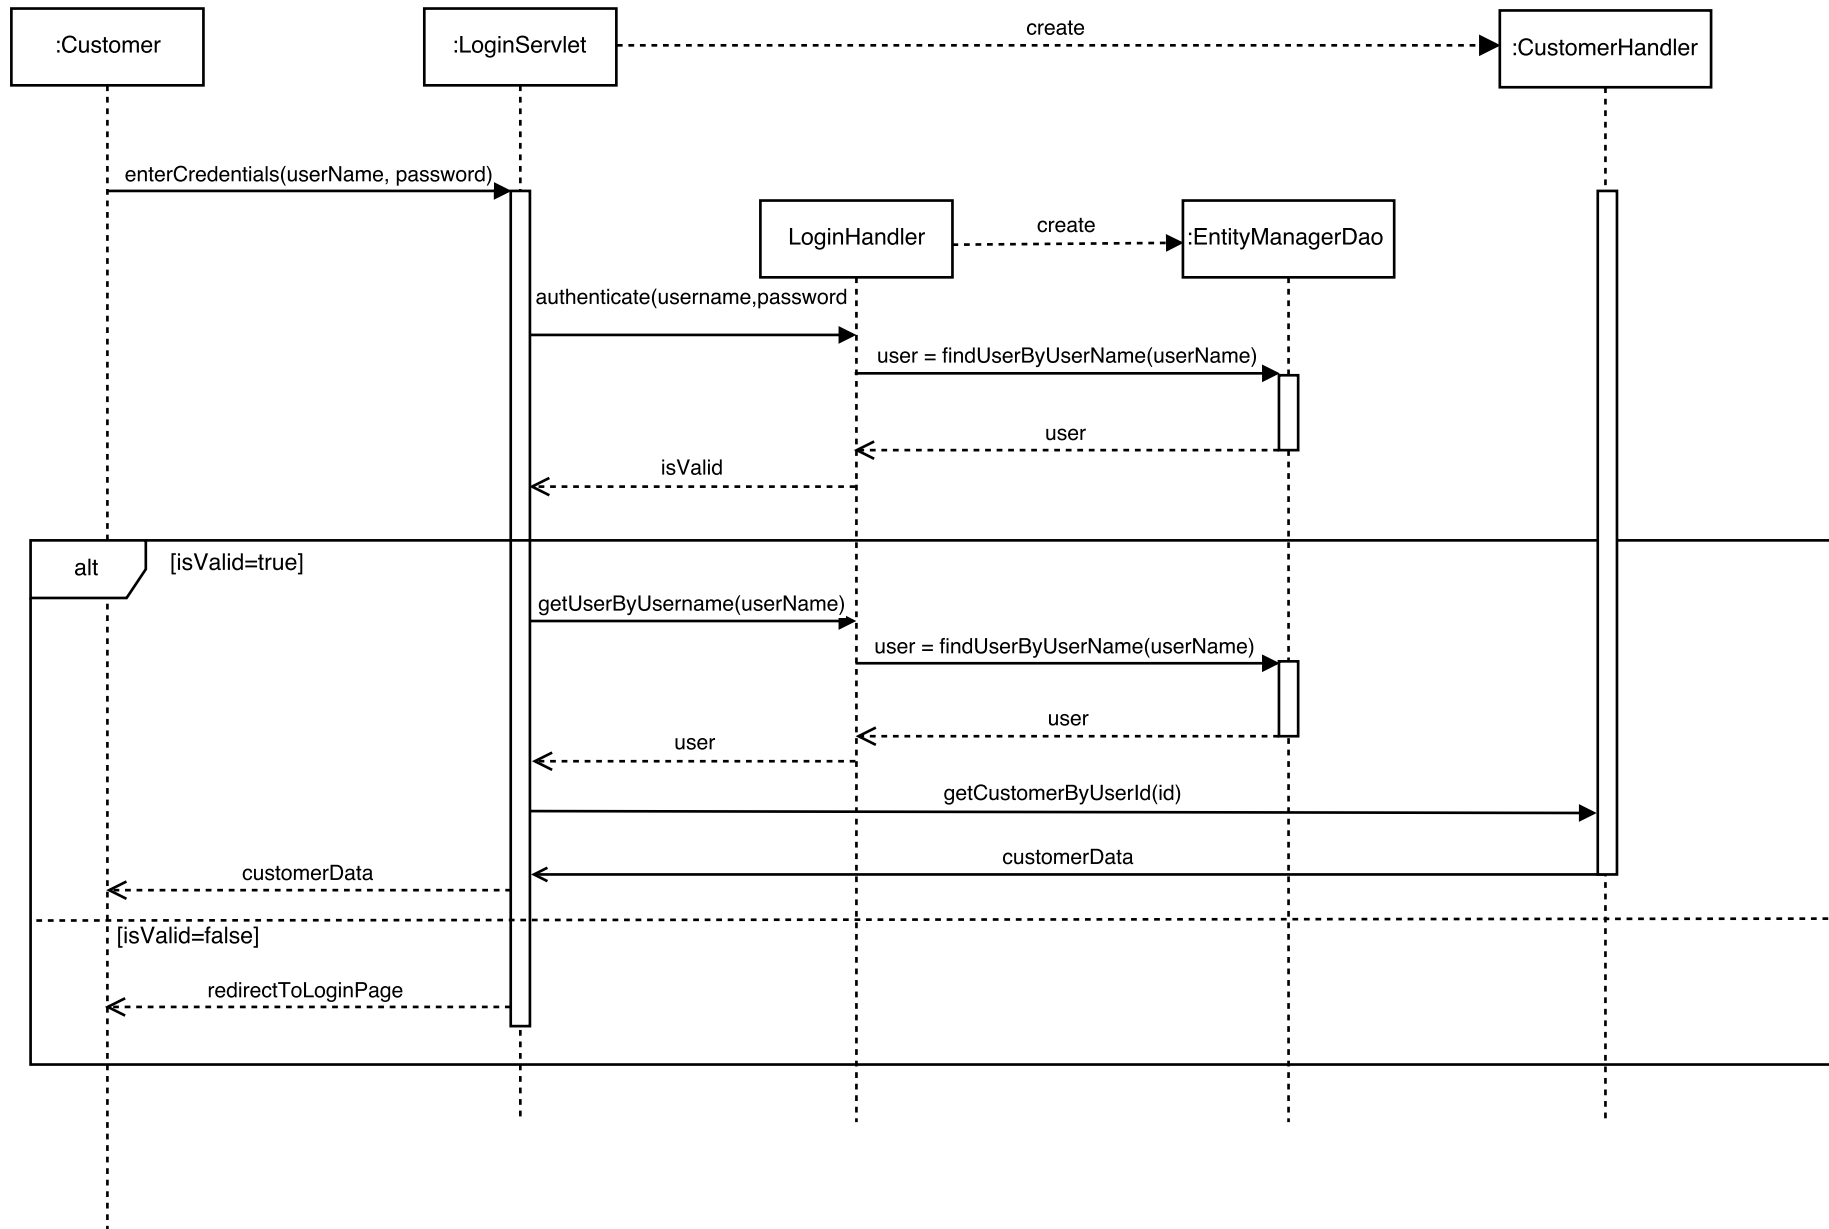 :Customer
:LoginServlet
create
:CustomerHandler
enterCredentials(userName, password)
LoginHandler
create
:EntityManagerDao
authenticate(username,password
user = findUserByUserName(userName)
user
isValid
alt
[isValid=true]
getUserByUsername(userName)
user = findUserByUserName(userName)
user
user
getCustomerByUserId(id)
customerData
customerData
[isValid=false]
redirectToLoginPage